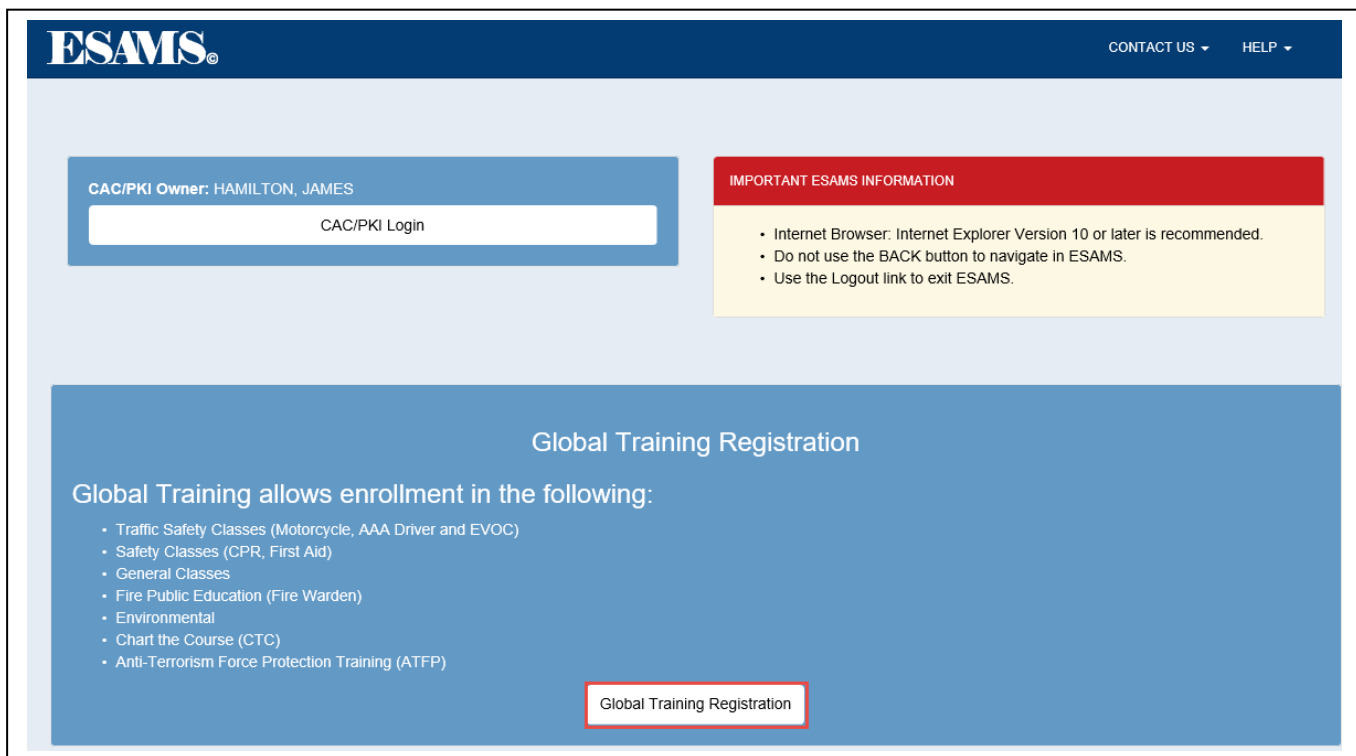 ESAMS©
CONTACT US
HELP
CAC/PKI Owner: HAMILTON, JAMES
CAC/PKI Login
IMPORTANT ESAMS INFORMATION
• Internet Browser: Internet Explorer Version 10 or later is recommended.
• Do not use the BACK button to navigate in ESAMS.
• Use the Logout link to exit ESAMS.
Global Training Registration
Global Training allows enrollment in the following:
• Traffic Safety Classes (Motorcycle, AAA Driver and EVOC)
• Safety Classes (CPR, First Aid)
• General Classes
• Fire Public Education (Fire Warden)
• Environmental
• Chart the Course (CTC)
• Anti-Terrorism Force Protection Training (ATFP)
Global Training Registration